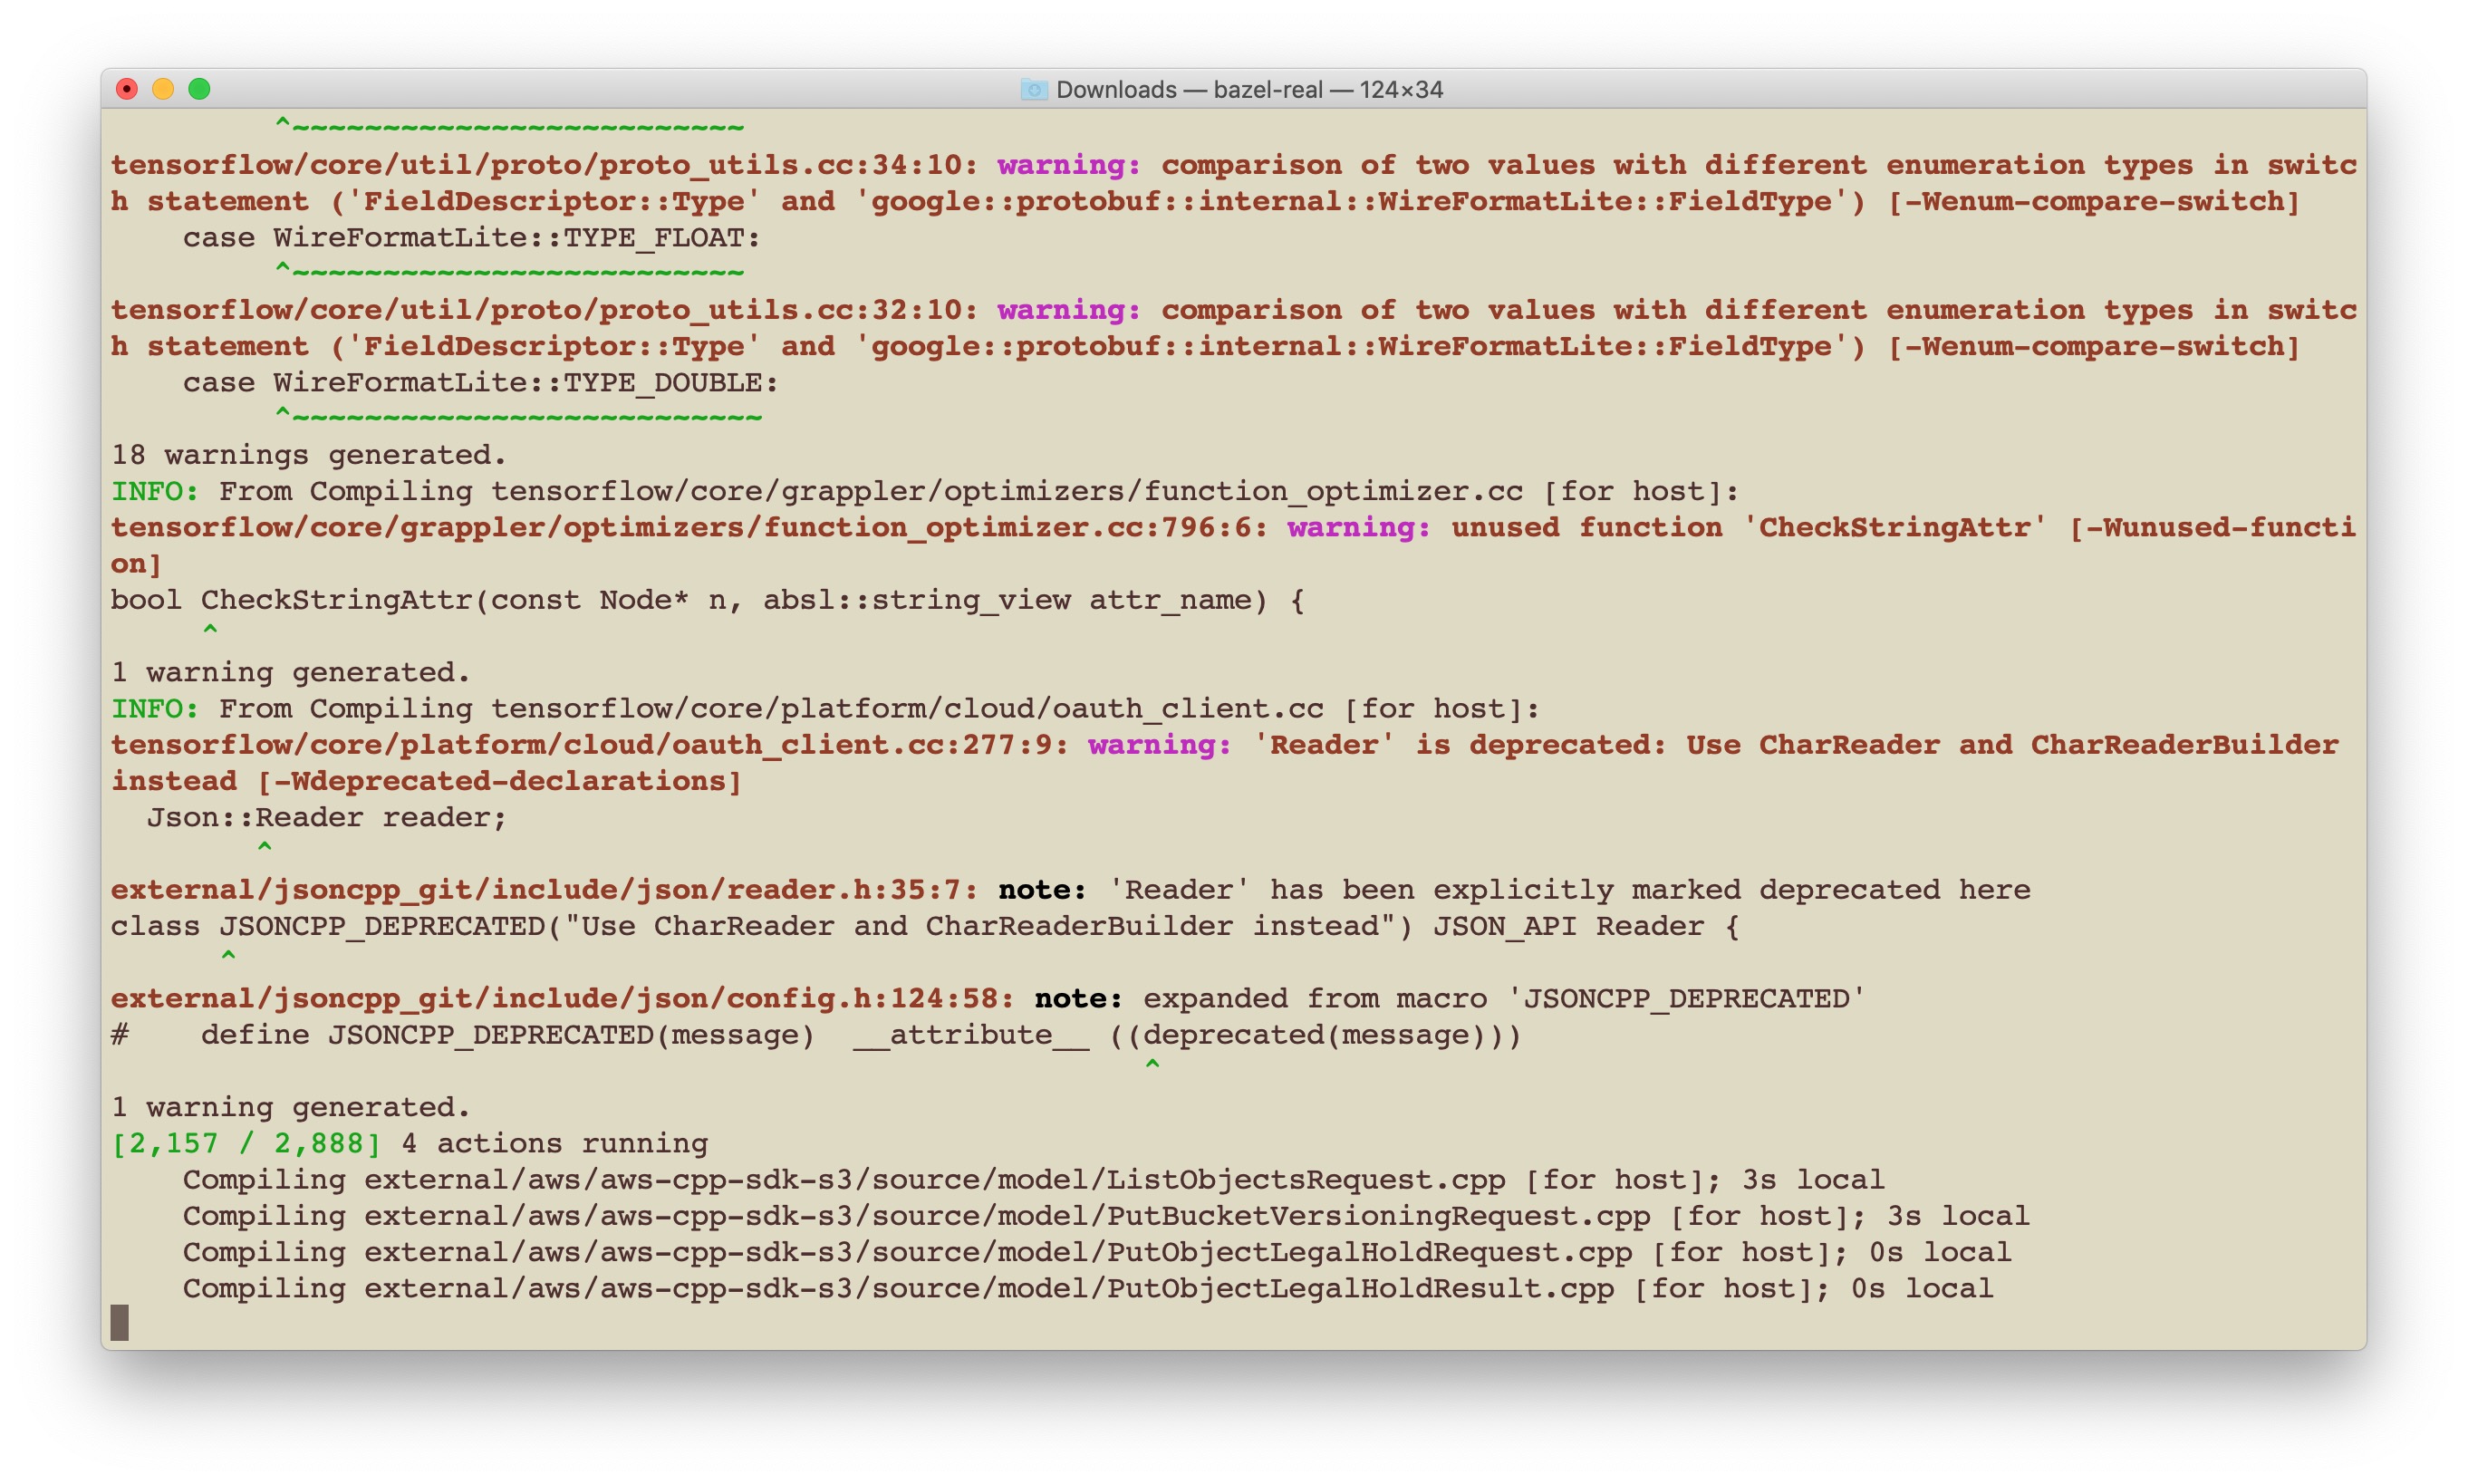 Downloads — bazel-real — 124×34
^~~~~~~~~~~~~~~~~~~~~~~~~~
tensorflow/core/util/proto/proto_utils.cc:34:10: warning: comparison of two values with different enumeration types in switc
h statement ('FieldDescriptor::Type' and 'google::protobuf::internal::WireFormatLite::FieldType') [-Wenum-compare-switch]
    case WireFormatLite::TYPE_FLOAT:
         ^~~~~~~~~~~~~~~~~~~~~~~~~~
tensorflow/core/util/proto/proto_utils.cc:32:10: warning: comparison of two values with different enumeration types in switc
h statement ('FieldDescriptor::Type' and 'google::protobuf::internal::WireFormatLite::FieldType') [-Wenum-compare-switch]
    case WireFormatLite::TYPE_DOUBLE:
         ^~~~~~~~~~~~~~~~~~~~~~~~~~~
18 warnings generated.
INFO: From Compiling tensorflow/core/grappler/optimizers/function_optimizer.cc [for host]:
tensorflow/core/grappler/optimizers/function_optimizer.cc:796:6: warning: unused function 'CheckStringAttr' [-Wunused-functi
on]
bool CheckStringAttr(const Node* n, absl::string_view attr_name) {
     ^
1 warning generated.
INFO: From Compiling tensorflow/core/platform/cloud/oauth_client.cc [for host]:
tensorflow/core/platform/cloud/oauth_client.cc:277:9: warning: 'Reader' is deprecated: Use CharReader and CharReaderBuilder
instead [-Wdeprecated-declarations]
  Json::Reader reader;
        ^
external/jsoncpp_git/include/json/reader.h:35:7: note: 'Reader' has been explicitly marked deprecated here
class JSONCPP_DEPRECATED("Use CharReader and CharReaderBuilder instead") JSON_API Reader {
      ^
external/jsoncpp_git/include/json/config.h:124:58: note: expanded from macro 'JSONCPP_DEPRECATED'
#    define JSONCPP_DEPRECATED(message)  __attribute__ ((deprecated(message)))
                                                         ^
1 warning generated.
[2,157 / 2,888] 4 actions running
    Compiling external/aws/aws-cpp-sdk-s3/source/model/ListObjectsRequest.cpp [for host]; 3s local
    Compiling external/aws/aws-cpp-sdk-s3/source/model/PutBucketVersioningRequest.cpp [for host]; 3s local
    Compiling external/aws/aws-cpp-sdk-s3/source/model/PutObjectLegalHoldRequest.cpp [for host]; 0s local
    Compiling external/aws/aws-cpp-sdk-s3/source/model/PutObjectLegalHoldResult.cpp [for host]; 0s local